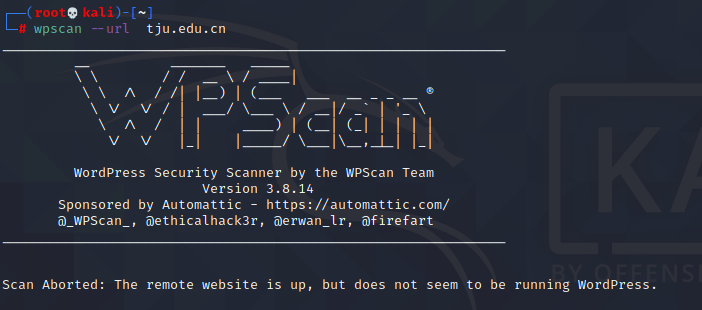 (root💀kali)-[~]
# wpscan --url tju.edu.cn
WPScan ®
WordPress Security Scanner by the WPScan Team
Version 3.8.14
Sponsored by Automattic - https://automattic.com/
@_WPScan_, @ethicalhack3r, @erwan_lr, @firefart
KA
BY OFFENS
Scan Aborted: The remote website is up, but does not seem to be running WordPress.